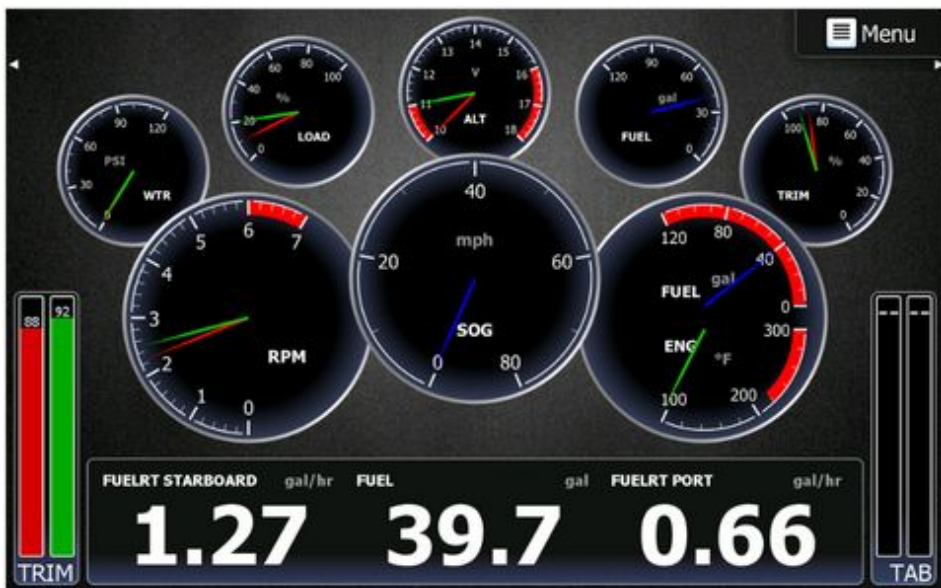 Menu
13 14 15
12 V 16
11 17
10 ALT 18
60 80 100
40 %
20 LOAD
0
120 90 60
gal 30
FUEL 0
90 120
60
PSI
30 WTR
0
100 80
% 40
TRIM 20
0
6 7
5
4
3
2 RPM
1 0
40
mph
20 60
SOG
0 80
120 80 40
FUEL gal
0
ENG 300
°F
100 200
88 92
TRIM
-- --
TAB
FUELRT STARBOARD gal/hr FUEL gal FUELRT PORT gal/hr
1.27 39.7 0.66